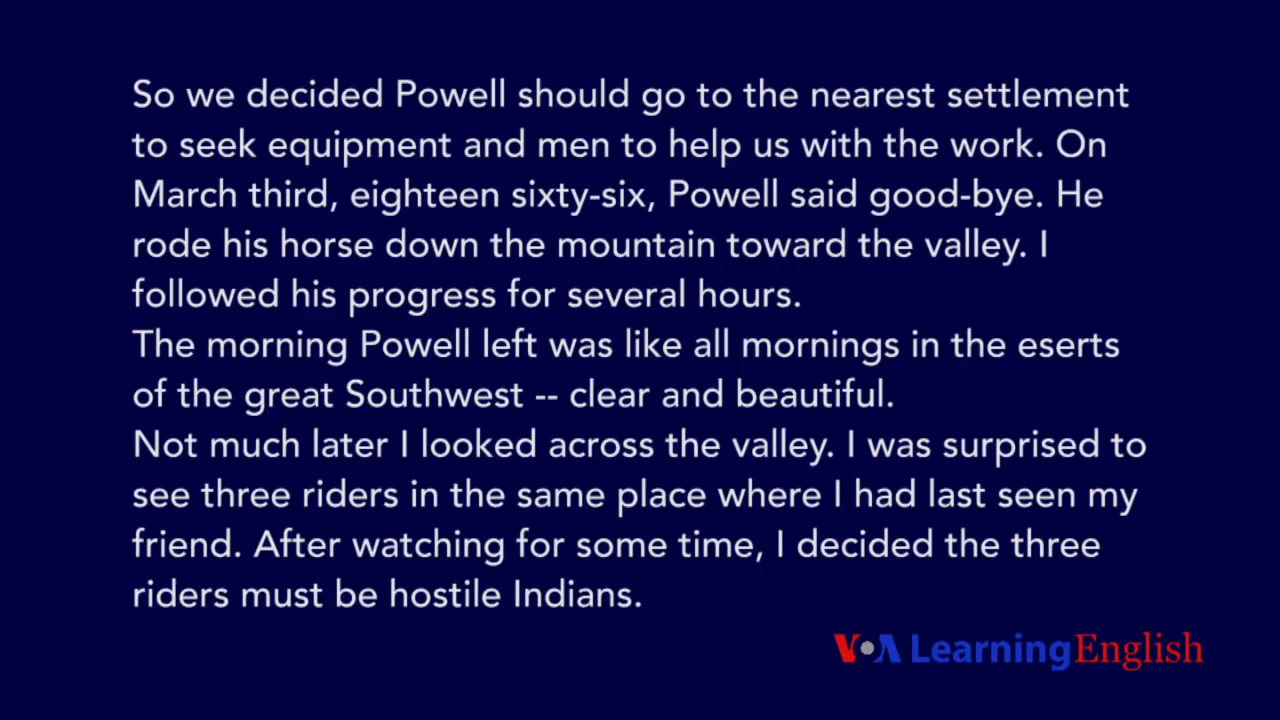 So we decided Powell should go to the nearest settlement
to seek equipment and men to help us with the work. On
March third, eighteen sixty-six, Powell said good-bye. He
rode his horse down the mountain toward the valley. I
followed his progress for several hours.
The morning Powell left was like all mornings in the eserts
of the great Southwest -- clear and beautiful.
Not much later I looked across the valley. I was surprised to
see three riders in the same place where I had last seen my
friend. After watching for some time, I decided the three
riders must be hostile Indians.
VOA Learning English